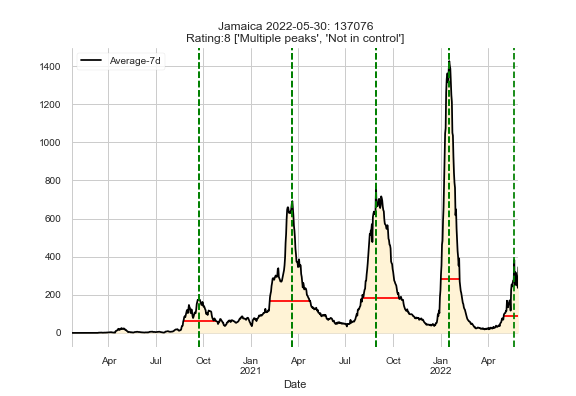 Jamaica 2022-05-30: 137076
Rating:8 ['Multiple peaks', 'Not in control']
Average-7d
1400
1200
1000
800
600
400
200
0
Apr
Jul
Oct
Jan
2021
Apr
Jul
Oct
Jan
2022
Apr
Date